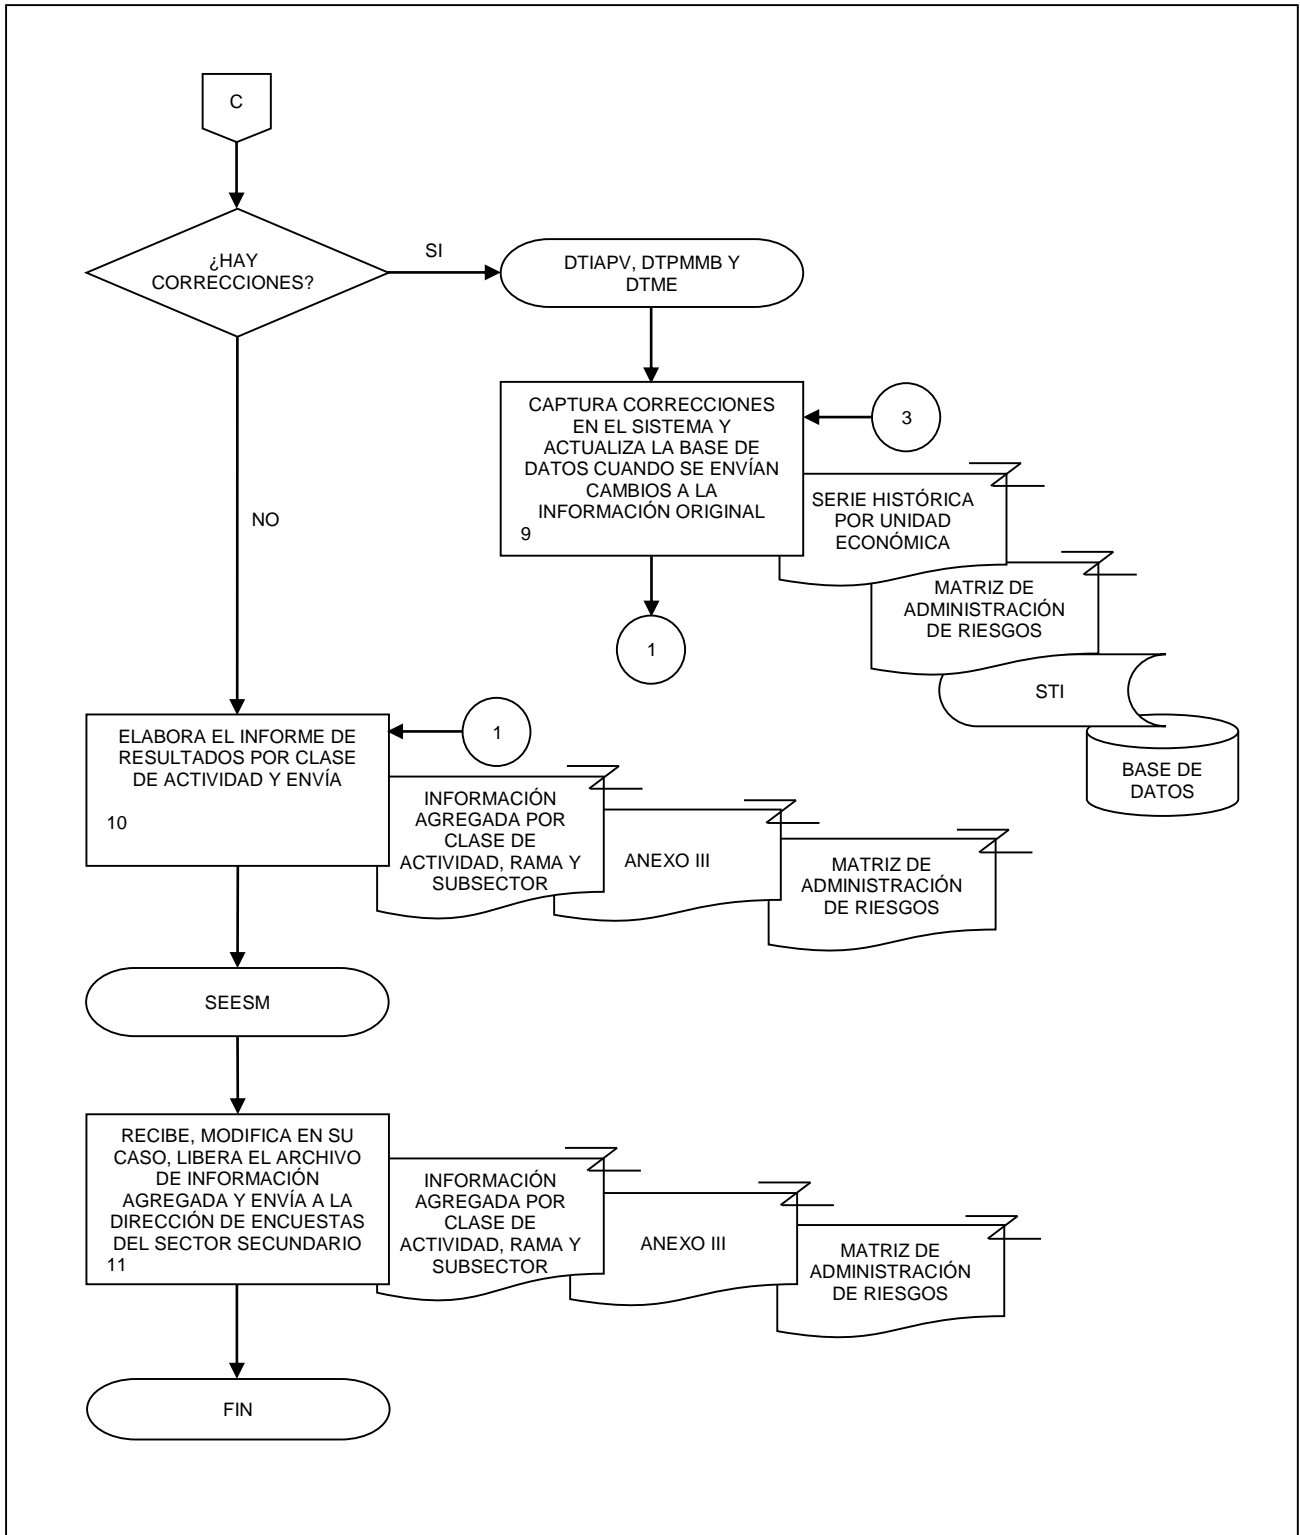 C
¿HAY
CORRECCIONES?
SI
DTIAPV, DTPMMB Y
DTME
CAPTURA CORRECCIONES
EN EL SISTEMA Y
ACTUALIZA LA BASE DE
DATOS CUANDO SE ENVÍAN
CAMBIOS A LA
INFORMACIÓN ORIGINAL
9
3
SERIE HISTÓRICA
POR UNIDAD
ECONÓMICA
MATRIZ DE
ADMINISTRACIÓN
DE RIESGOS
STI
BASE DE
DATOS
1
NO
ELABORA EL INFORME DE
RESULTADOS POR CLASE
DE ACTIVIDAD Y ENVÍA
10
1
INFORMACIÓN
AGREGADA POR
CLASE DE
ACTIVIDAD, RAMA Y
SUBSECTOR
ANEXO III
MATRIZ DE
ADMINISTRACIÓN
DE RIESGOS
SEESM
RECIBE, MODIFICA EN SU
CASO, LIBERA EL ARCHIVO
DE INFORMACIÓN
AGREGADA Y ENVÍA A LA
DIRECCIÓN DE ENCUESTAS
DEL SECTOR SECUNDARIO
11
INFORMACIÓN
AGREGADA POR
CLASE DE
ACTIVIDAD, RAMA Y
SUBSECTOR
ANEXO III
MATRIZ DE
ADMINISTRACIÓN
DE RIESGOS
FIN